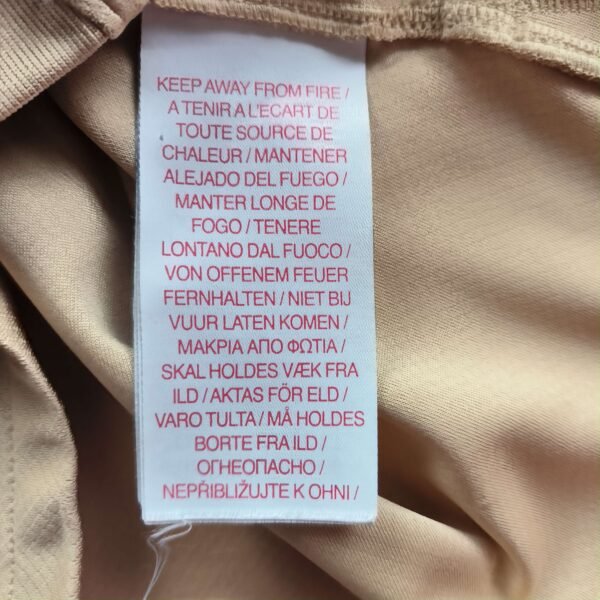 KEEP AWAY FROM FIRE /
A TENIR A L'ECART DE
TOUTE SOURCE DE
CHALEUR / MANTENER
ALEJADO DEL FUEGO /
MANTER LONGE DE
FOGO / TENERE
LONTANO DAL FUOCO /
VON OFFENEM FEUER
FERNHALTEN / NIET BIJ
VUUR LATEN KOMEN /
ΜΑΚΡΙΑ ΑΠΟ ΦΩΤΙΑ /
SKAL HOLDES VÆK FRA
ILD / AKTAS FÖR ELD /
VARO TULTA / MÅ HOLDES
BORTE FRA ILD /
ОГНЕОПАСНО /
NEPŘIBLIŽUJTE K OHNI /